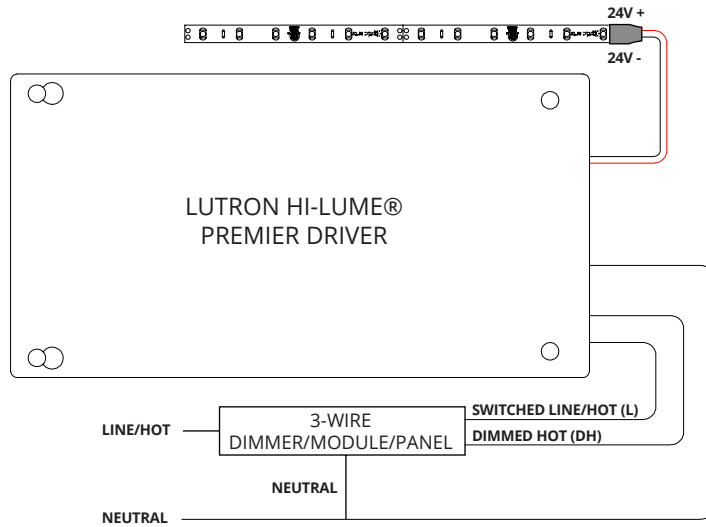 24V +
24V -
LUTRON HI-LUME®
PREMIER DRIVER
SWITCHED LINE/HOT (L)
3-WIRE
DIMMER/MODULE/PANEL
LINE/HOT
DIMMED HOT (DH)
NEUTRAL
NEUTRAL